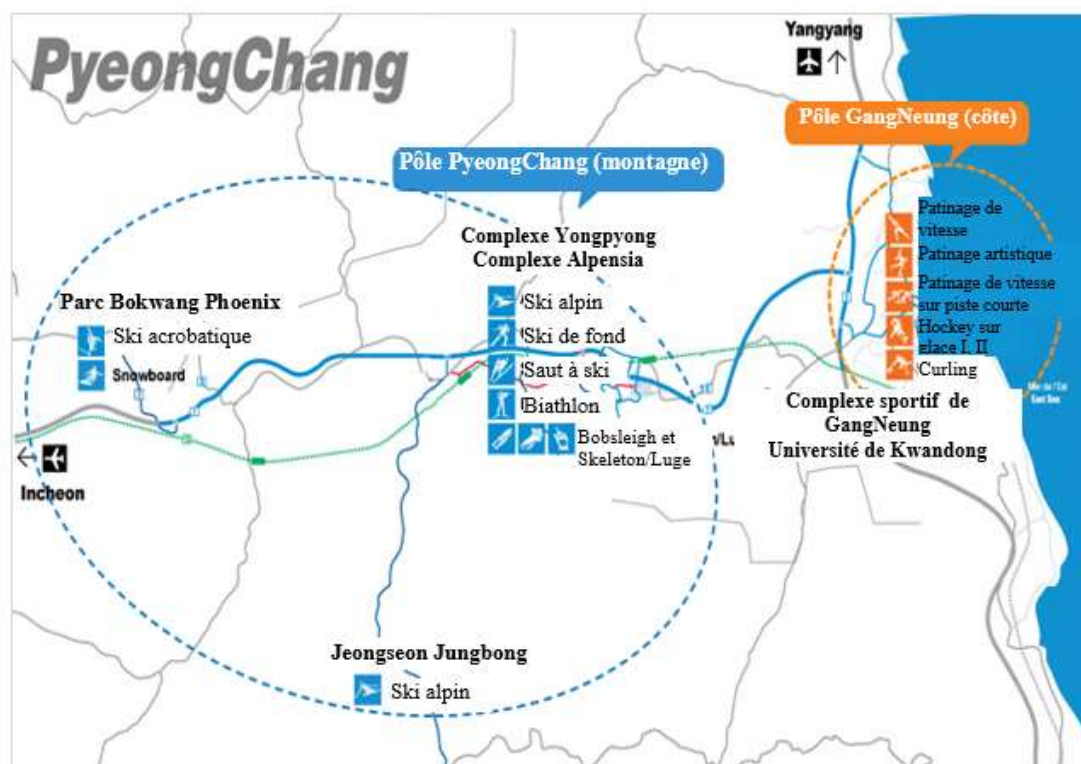 PyeongChang
Yangyang
Pôle GangNeung (côte)
Pôle PyeongChang (montagne)
Complexe Yongpyong
Complexe Alpensia
Ski alpin
Ski de fond
Saut à ski
Biathlon
Bobsleigh et
Skeleton/Luge
Parc Bokwang Phoenix
Ski acrobatique
Snowboard
Incheon
Jeongseon Jungbong
Ski alpin
Patinage de
vitesse
Patinage artistique
Patinage de vitesse
sur piste courte
Hockey sur
glace I, II
Curling
Complexe sportif de
GangNeung
Université de Kwandong
East Sea